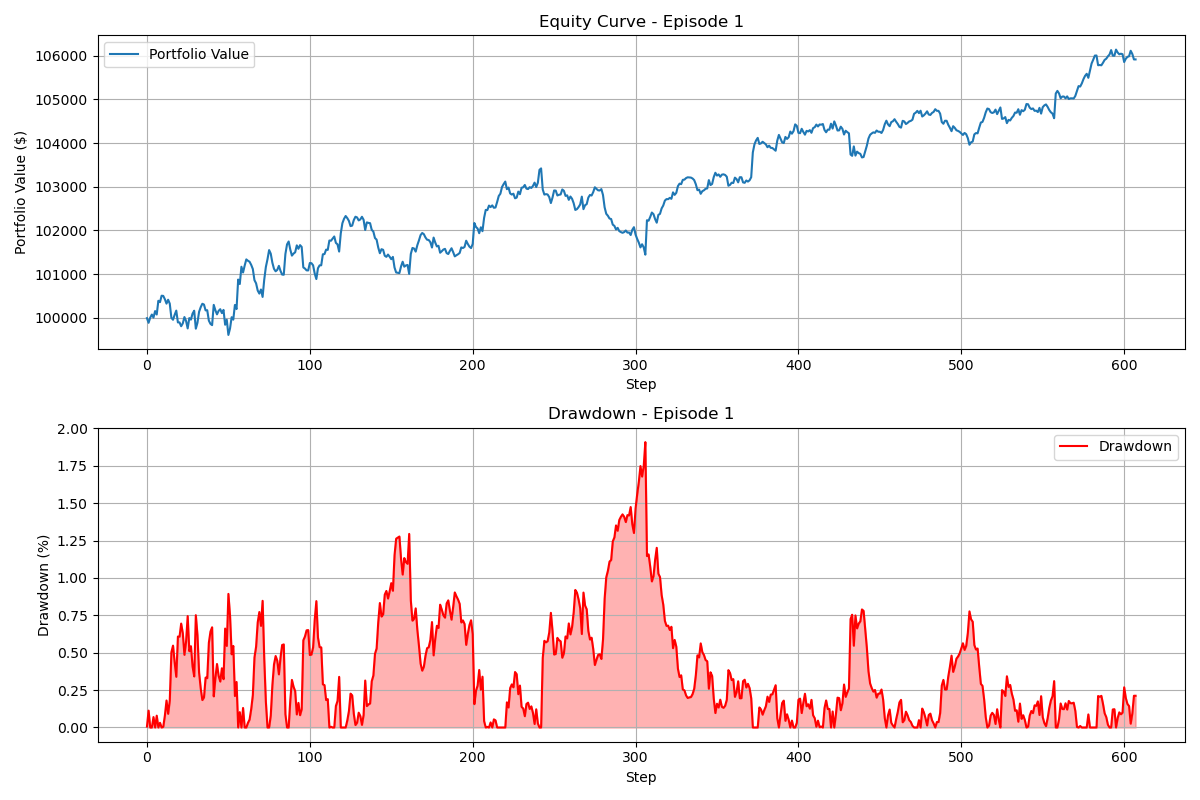 Equity Curve - Episode 1
Portfolio Value ($)
106000
105000
104000
103000
102000
101000
100000
Portfolio Value
0 100 200 300 400 500 600
Step
Drawdown - Episode 1
Drawdown (%)
2.00
1.75
1.50
1.25
1.00
0.75
0.50
0.25
0.00
Drawdown
0 100 200 300 400 500 600
Step